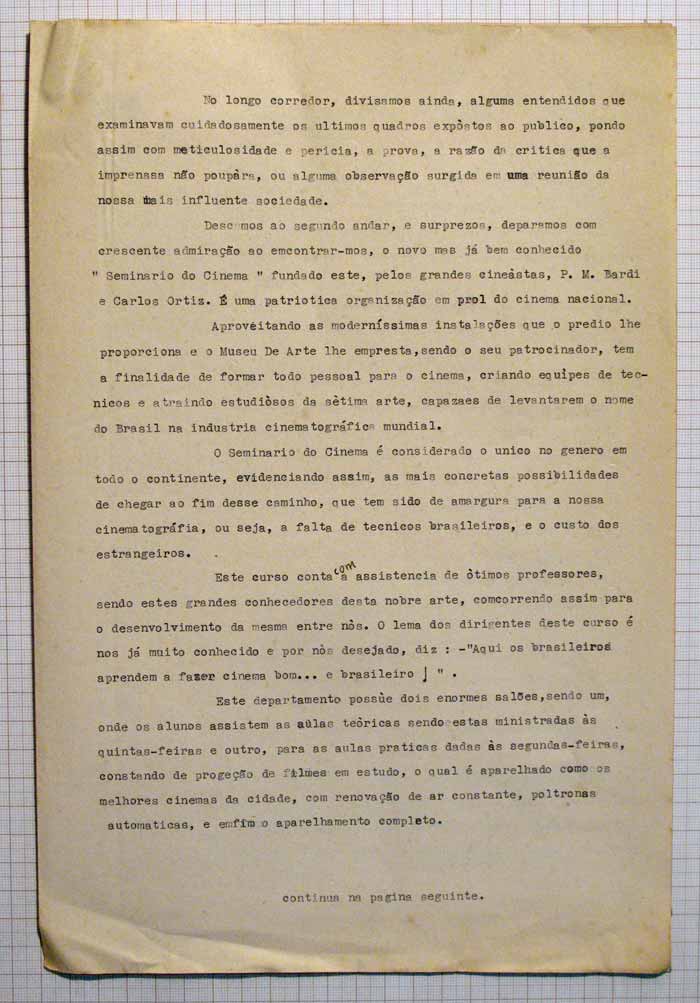 No longo corredor, divisamos ainda, alguns entendidos que
examinavam cuidadosamente os ultimos quadros expòstos ao publico, pondo
assim com meticulosidade e pericia, a prova, a razão da critica que a
imprenasa não poupàra, ou alguma observação surgida em uma reunião da
nossa mais influente sociedade.
Descemos ao segundo andar, e surprezos, deparamos com
crescente admiração ao emcontrar-mos, o novo mas já bem conhecido
" Seminario do Cinema " fundado este, pelos grandes cineàstas, P. M. Bardi
e Carlos Ortiz. É uma patriotica organização em prol do cinema nacional.
Aproveitando as moderníssimas instalações que o predio lhe
proporciona e o Museu De Arte lhe empresta,sendo o seu patrocinador, tem
a finalidade de formar todo pessoal para o cinema, criando equipes de tec-
nicos e atraindo estudiòsos da sètima arte, capazaes de levantarem o nome
do Brasil na industria cinematográfica mundial.
O Seminario do Cinema é considerado o unico no genero em
todo o continente, evidenciando assim, as mais concretas possibilidades
de chegar ao fim desse caminho, que tem sido de amargura para a nossa
cinematográfia, ou seja, a falta de tecnicos brasileiros, e o custo dos
estrangeiros.
Este curso conta com a assistencia de òtimos professores,
sendo estes grandes conhecedores desta nobre arte, comcorrendo assim para
o desenvolvimento da mesma entre nòs. O lema dos dirigentes deste curso é
nos já muito conhecido e por nòs desejado, diz : -"Aqui os brasileiros
aprendem a fazer cinema bom... e brasileiro ! " .
Este departamento possùe dois enormes salões,sendo um,
onde os alunos assistem as aùlas teòricas sendo estas ministradas às
quintas-feiras e outro, para as aulas praticas dadas às segundas-feiras,
constando de progeção de filmes em estudo, o qual é aparelhado como os
melhores cinemas da cidade, com renovação de ar constante, poltronas
automaticas, e emfim o aparelhamento completo.
continua na pagina seguinte.